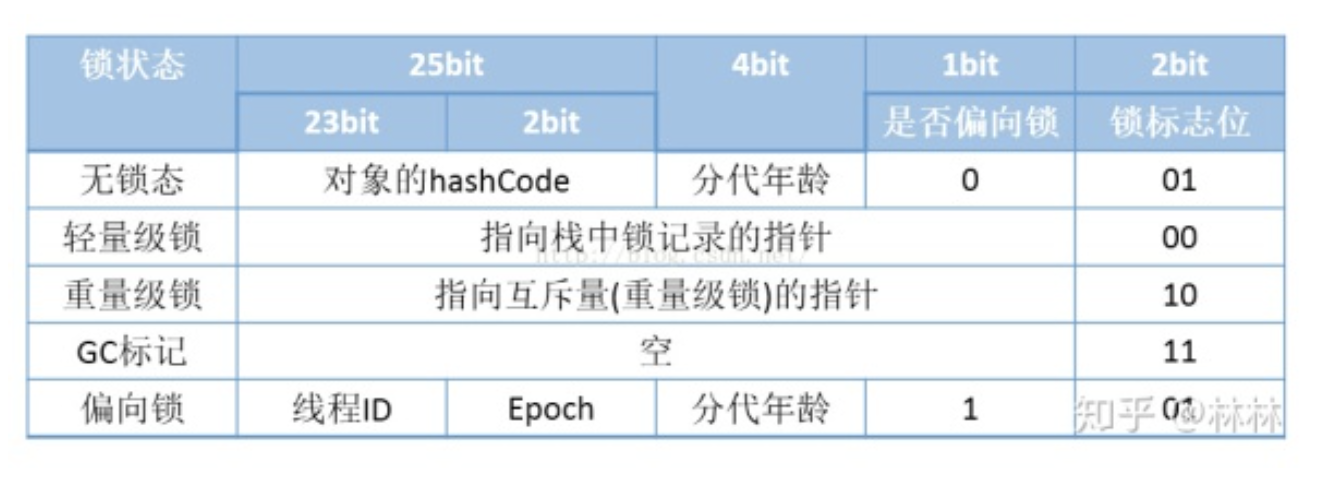 锁状态 25bit 4bit 1bit 2bit
23bit 2bit 是否偏向锁 锁标志位
无锁态 对象的hashCode 分代年龄 0 01
轻量级锁 指向栈中锁记录的指针 00
http://blog.csdn.net/
重量级锁 指向互斥量(重量级锁)的指针 10
GC标记 空 11
偏向锁 线程ID Epoch 分代年龄 1 01
知乎 @林林